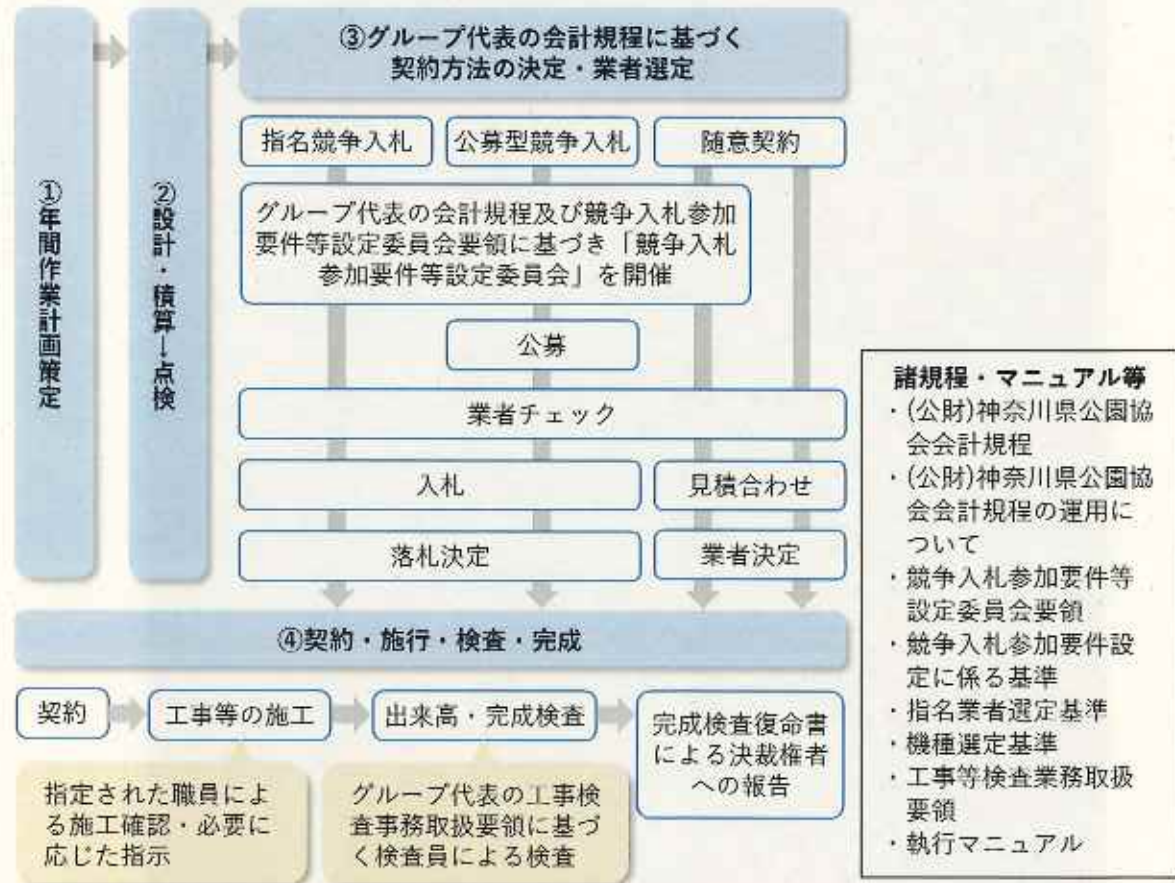 ①年間作業計画策定
②設計・積算→点検
③グループ代表の会計規程に基づく
契約方法の決定・業者選定
指名競争入札
公募型競争入札
随意契約
グループ代表の会計規程及び競争入札参加
要件等設定委員会要領に基づき「競争入札
参加要件等設定委員会」を開催
公募
業者チェック
入札
見積合わせ
落札決定
業者決定
④契約・施行・検査・完成
契約
工事等の施工
出来高・完成検査
完成検査復命書
による決裁権者
への報告
指定された職員によ
る施工確認・必要に
応じた指示
グループ代表の工事検
査事務取扱要領に基づ
く検査員による検査
諸規程・マニュアル等
・(公財)神奈川県公園協
会会計規程
・(公財)神奈川県公園協
会会計規程の運用に
ついて
・競争入札参加要件等
設定委員会要領
・競争入札参加要件設
定に係る基準
・指名業者選定基準
・機種選定基準
・工事等検査業務取扱
要領
・執行マニュアル